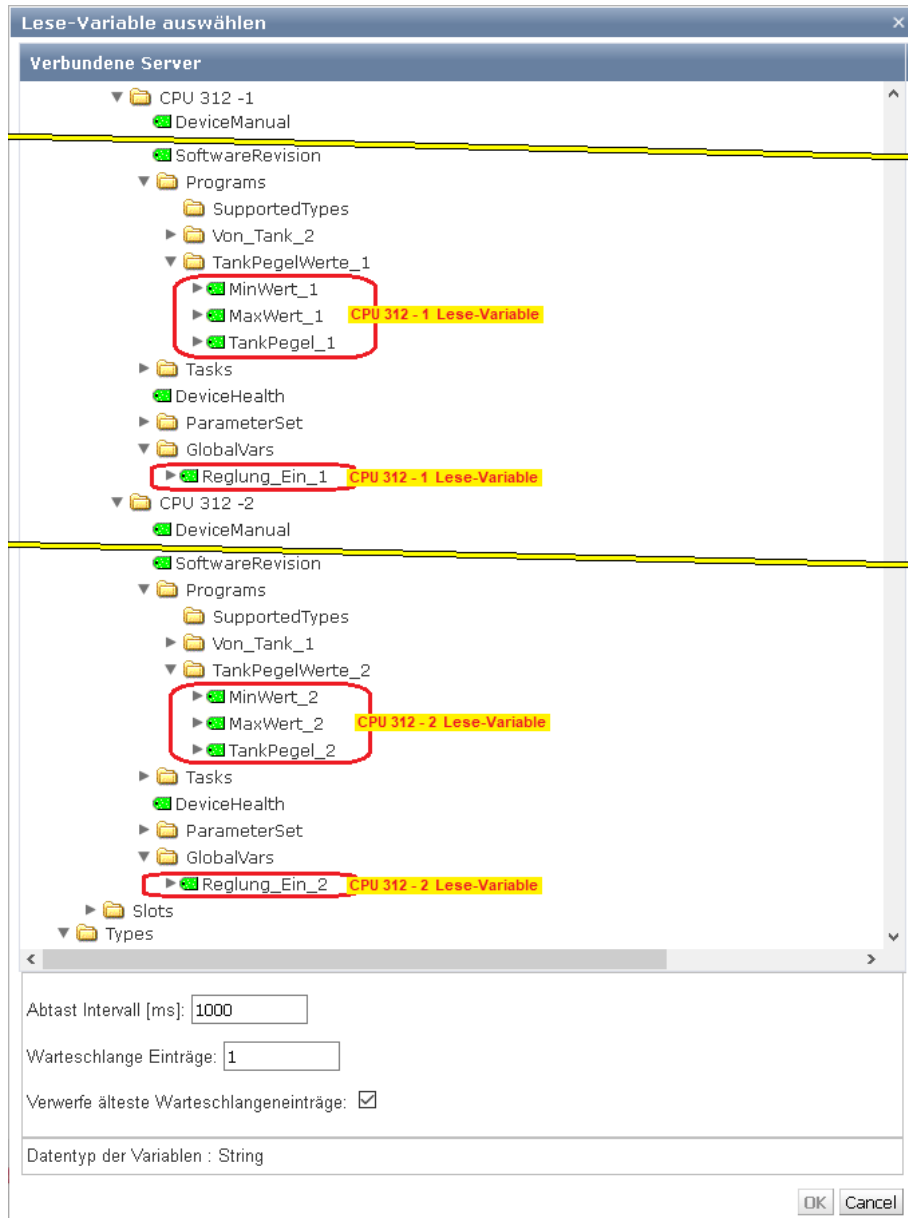 Lese-Variable auswählen ×
Verbundene Server
CPU 312 -1
DeviceManual
SoftwareRevision
Programs
SupportedTypes
Von_Tank_2
TankPegelWerte_1
MinWert_1
MaxWert_1 CPU 312 - 1 Lese-Variable
TankPegel_1
Tasks
DeviceHealth
ParameterSet
GlobalVars
Reglung_Ein_1 CPU 312 - 1 Lese-Variable
CPU 312 -2
DeviceManual
SoftwareRevision
Programs
SupportedTypes
Von_Tank_1
TankPegelWerte_2
MinWert_2
MaxWert_2 CPU 312 - 2 Lese-Variable
TankPegel_2
Tasks
DeviceHealth
ParameterSet
GlobalVars
Reglung_Ein_2 CPU 312 - 2 Lese-Variable
Slots
Types
Abtast Intervall [ms]: 1000
Warteschlange Einträge: 1
Verwerfe älteste Warteschlangeneinträge:
Datentyp der Variablen : String
OK Cancel